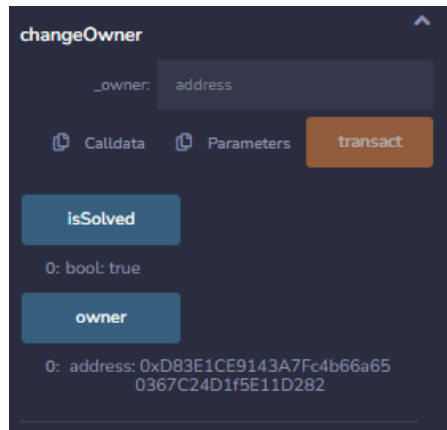 changeOwner
_owner: address
Calldata Parameters transact
isSolved
0: bool: true
owner
0: address: 0xD83E1CE9143A7Fc4b66a65
0367C24D1f5E11D282